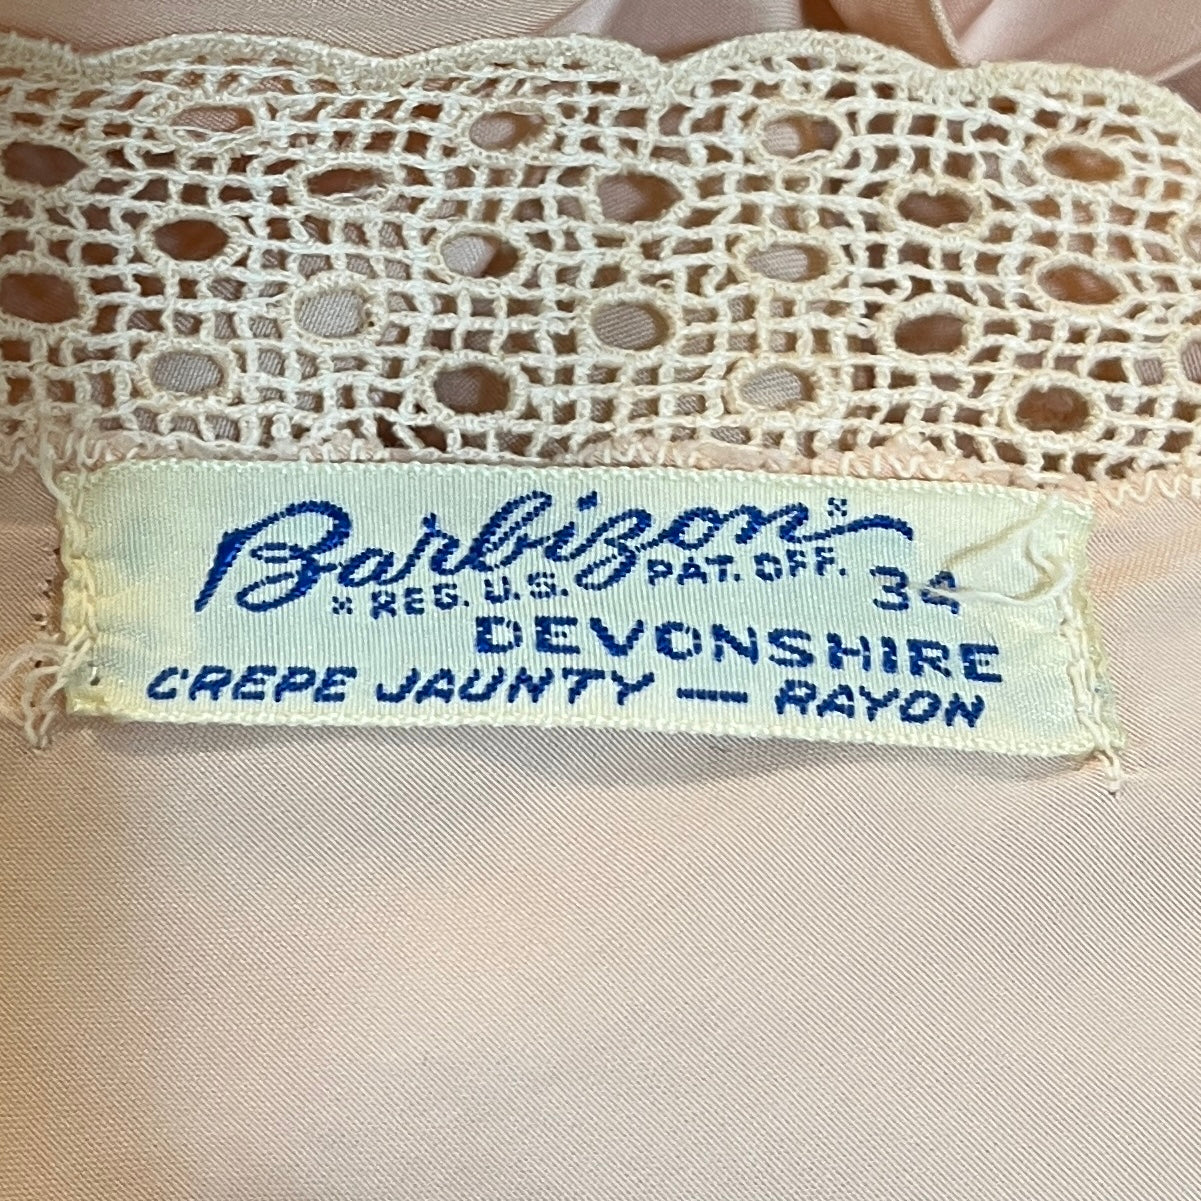 Barbizon
REG. U.S. PAT. OFF. 34
DEVONSHIRE
CREPE JAUNTY — RAYON